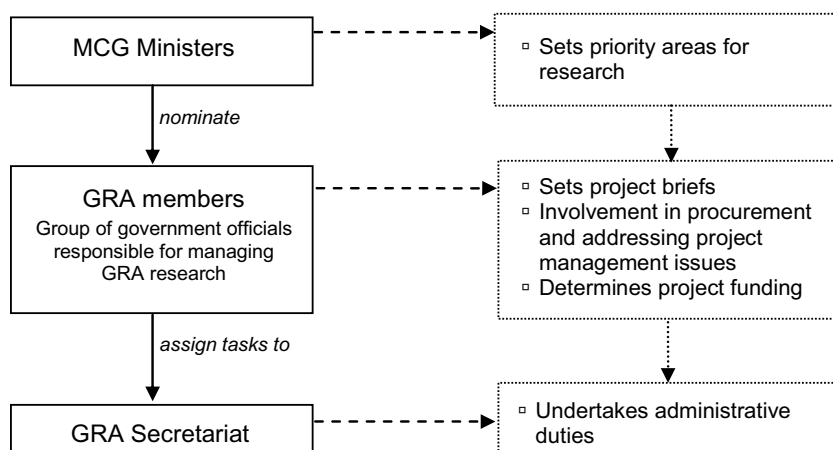 MCG Ministers
▫ Sets priority areas for
research
nominate
GRA members
Group of government officials
responsible for managing
GRA research
▫ Sets project briefs
▫ Involvement in procurement
and addressing project
management issues
▫ Determines project funding
assign tasks to
GRA Secretariat
▫ Undertakes administrative
duties